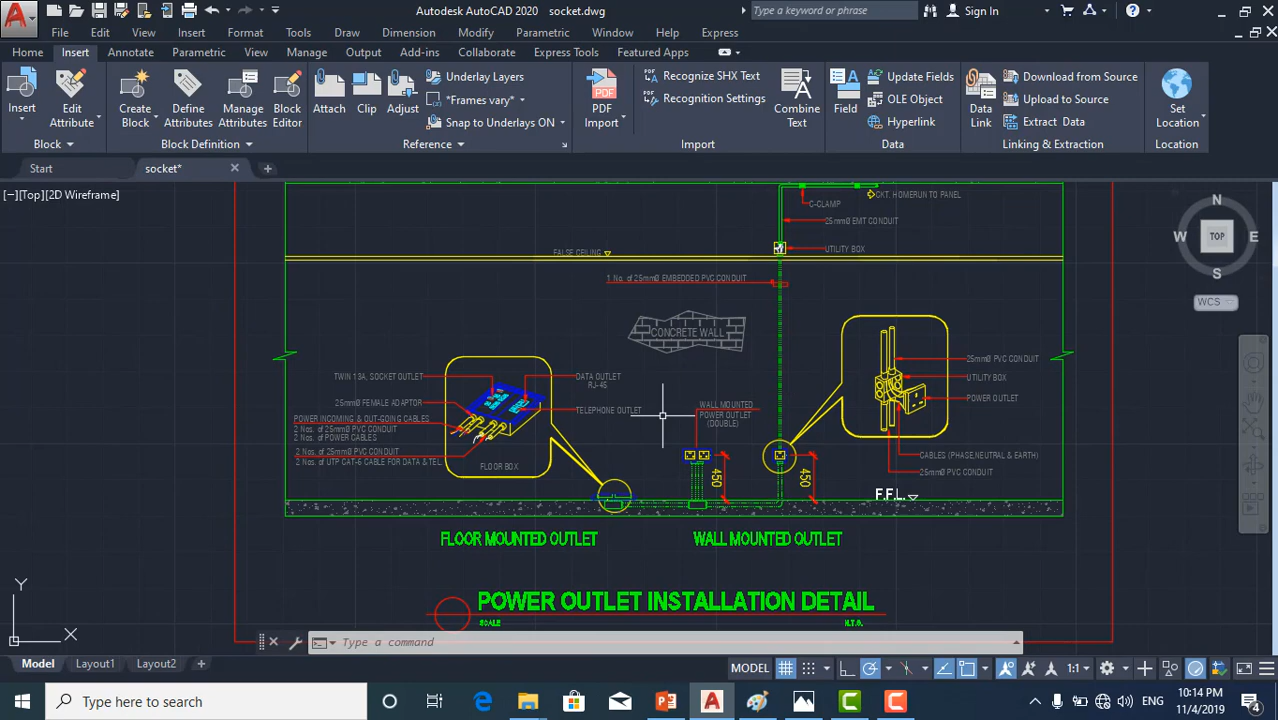 Autodesk AutoCAD 2020 socket.dwg
Type a keyword or phrase
Sign In
File Edit View Insert Format Tools Draw Dimension Modify Parametric Window Help Express
Home Insert Annotate Parametric View Manage Output Add-ins Collaborate Express Tools Featured Apps
Insert
Edit Attribute
Create Block
Define Attributes
Manage Attributes
Block Editor
Attach
Clip
Adjust
Underlay Layers
*Frames vary*
Snap to Underlays ON
PDF
PDF Import
Recognize SHX Text
Recognition Settings
Combine Text
Field
Update Fields
OLE Object
Hyperlink
Data Link
Download from Source
Upload to Source
Extract Data
Set Location
Block
Block Definition
Reference
Import
Data
Linking & Extraction
Location
Start
socket*
[−][Top][2D Wireframe]
N
W TOP E
S
WCS
CKT. HOMERUN TO PANEL
C-CLAMP
25mmØ EMT CONDUIT
UTILITY BOX
FALSE CEILING
1 No. of 25mmØ EMBEDDED PVC CONDUIT
CONCRETE WALL
TWIN 13A. SOCKET OUTLET
DATA OUTLET
RJ-45
25mmØ FEMALE ADAPTOR
TELEPHONE OUTLET
POWER INCOMING & OUT-GOING CABLES
2 Nos. of 25mmØ PVC CONDUIT
2 Nos. of POWER CABLES
2 Nos. of 25mmØ PVC CONDUIT
2 Nos. of UTP CAT-6 CABLE FOR DATA & TEL.
FLOOR BOX
WALL MOUNTED
POWER OUTLET
(DOUBLE)
450
450
25mmØ PVC CONDUIT
UTILITY BOX
POWER OUTLET
CABLES (PHASE,NEUTRAL & EARTH)
25mmØ PVC CONDUIT
F.F.L.
FLOOR MOUNTED OUTLET
WALL MOUNTED OUTLET
POWER OUTLET INSTALLATION DETAIL
SCALE
N.T.S.
Y
X
Type a command
Model Layout1 Layout2
MODEL
1:1
Type here to search
ENG
10:14 PM
11/4/2019
4